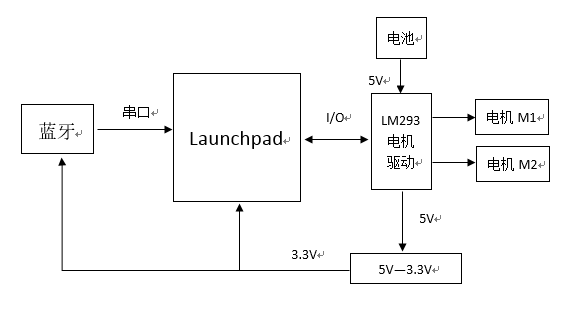 电池
5V
蓝牙
串口
Launchpad
I/O
LM293
电机
驱动
电机 M1
电机 M2
5V
3.3V
5V—3.3V